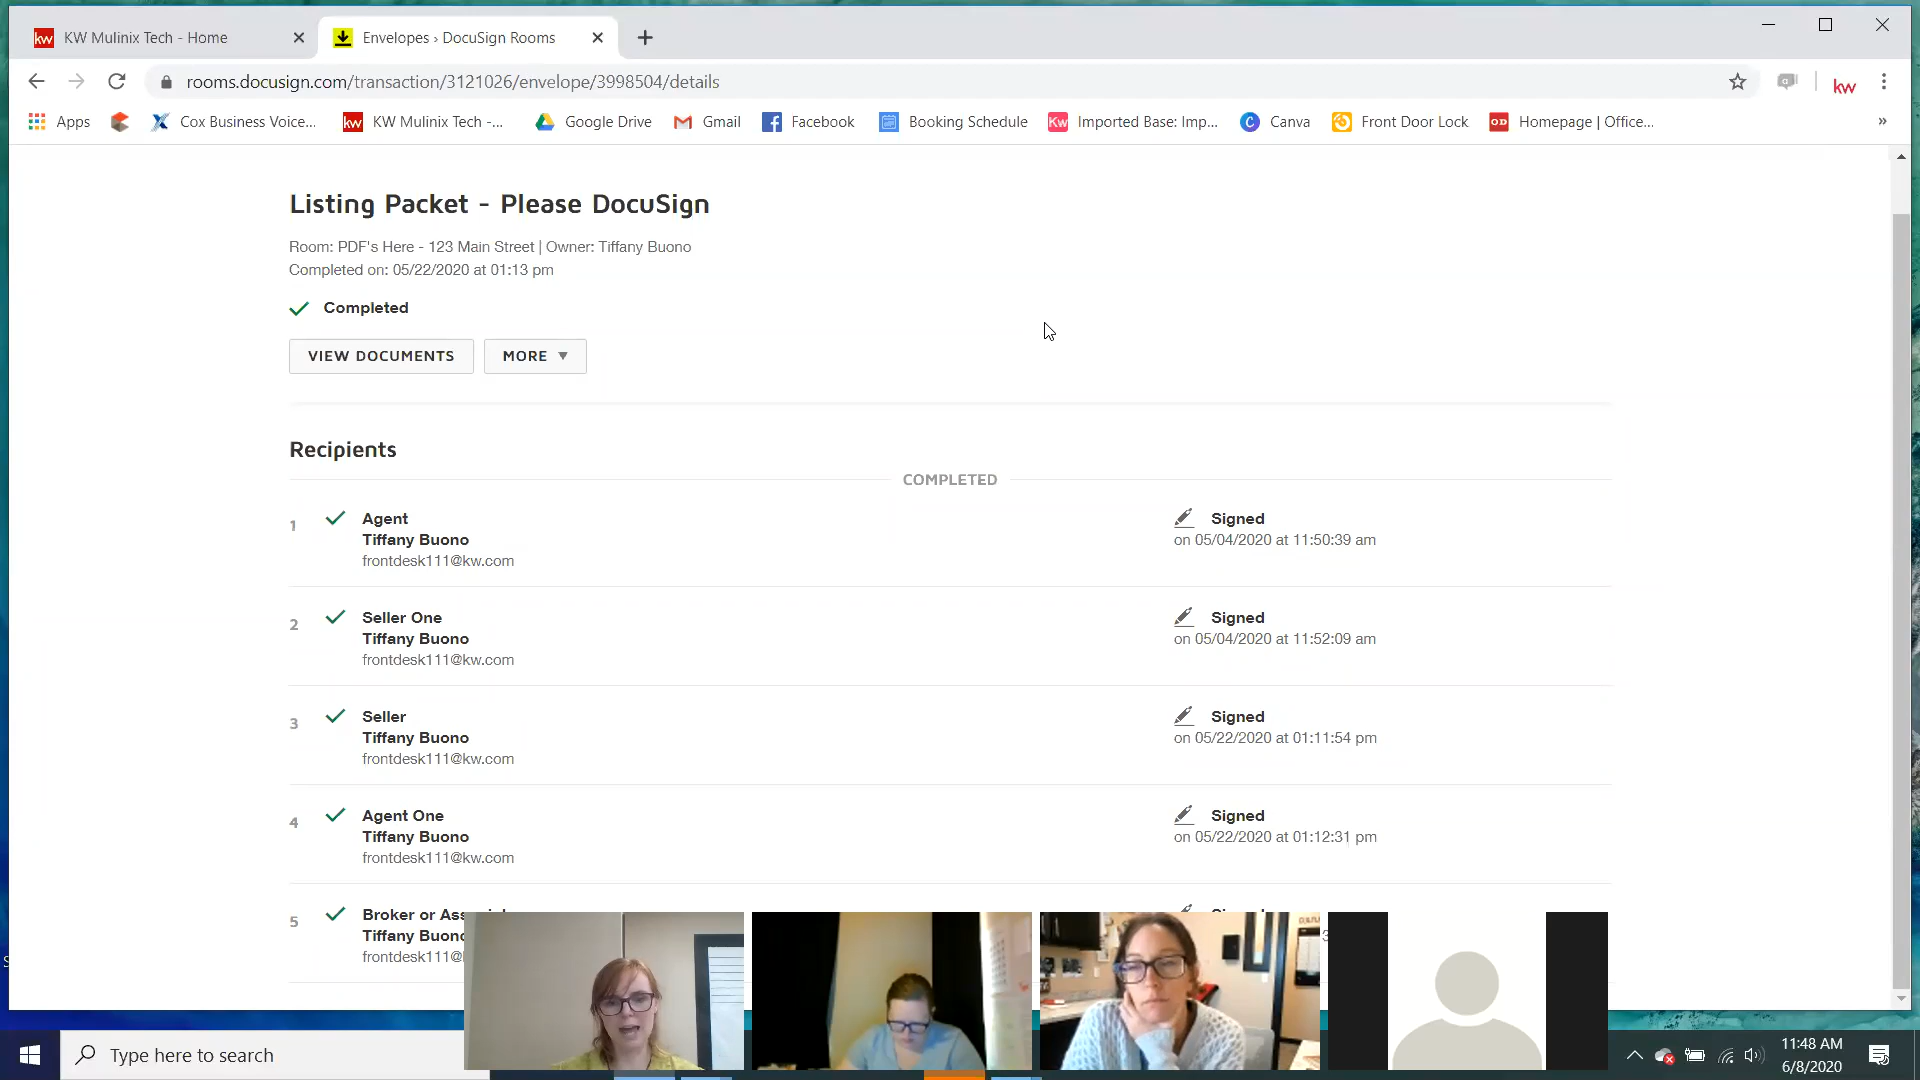 KW Mulinix Tech - Home
Envelopes › DocuSign Rooms
rooms.docusign.com/transaction/3121026/envelope/3998504/details
kw
Apps
Cox Business Voice...
KW Mulinix Tech -...
Google Drive
Gmail
Facebook
Booking Schedule
Imported Base: Imp...
Canva
Front Door Lock
Homepage | Office...
»
Listing Packet - Please DocuSign
Room: PDF's Here - 123 Main Street | Owner: Tiffany Buono
Completed on: 05/22/2020 at 01:13 pm
Completed
VIEW DOCUMENTS
MORE
Recipients
COMPLETED
1
Agent
Tiffany Buono
frontdesk111@kw.com
Signed
on 05/04/2020 at 11:50:39 am
2
Seller One
Tiffany Buono
frontdesk111@kw.com
Signed
on 05/04/2020 at 11:52:09 am
3
Seller
Tiffany Buono
frontdesk111@kw.com
Signed
on 05/22/2020 at 01:11:54 pm
4
Agent One
Tiffany Buono
frontdesk111@kw.com
Signed
on 05/22/2020 at 01:12:31 pm
5
Broker or
Tiffany
Type here to search
11:48 AM
6/8/2020